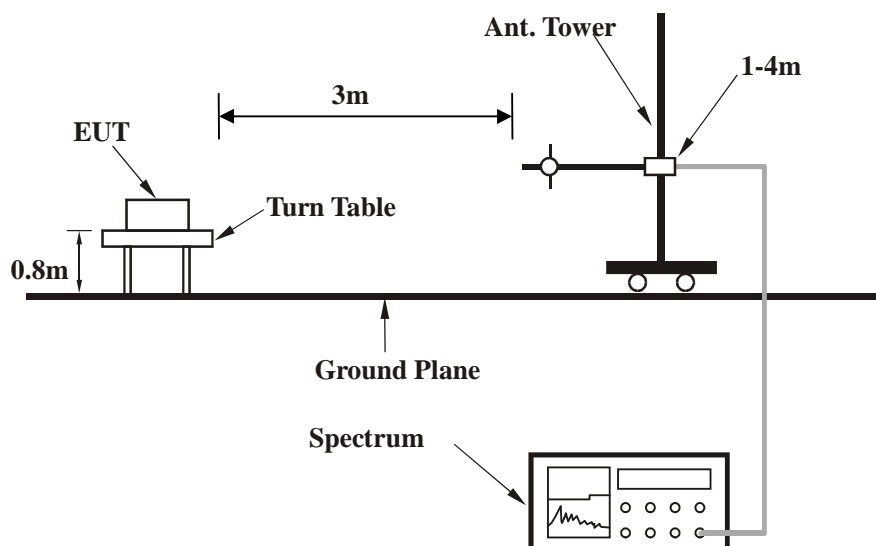 Ant. Tower
1-4m
3m
EUT
Turn Table
0.8m
Ground Plane
Spectrum